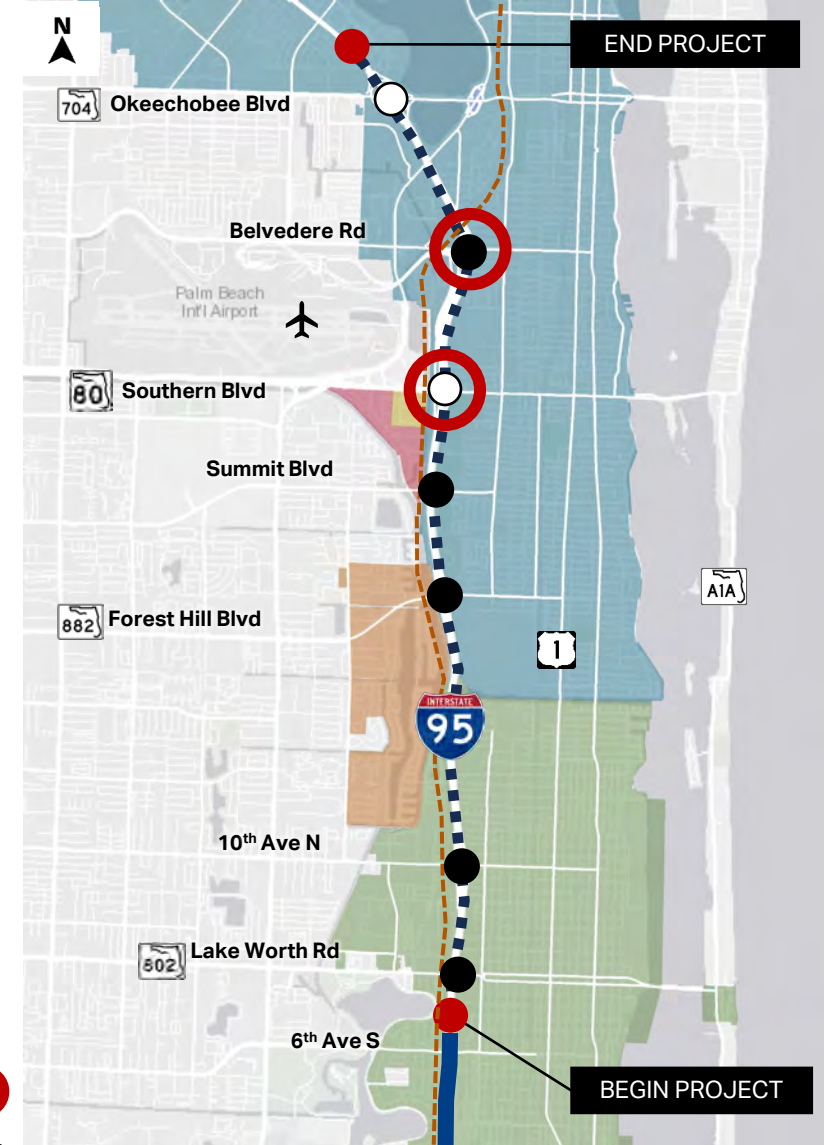 N
END PROJECT
704
Okeechobee Blvd
Belvedere Rd
Palm Beach
Int'l Airport
80
Southern Blvd
Summit Blvd
A1A
882
Forest Hill Blvd
1
INTERSTATE
95
10th Ave N
802
Lake Worth Rd
6th Ave S
BEGIN PROJECT